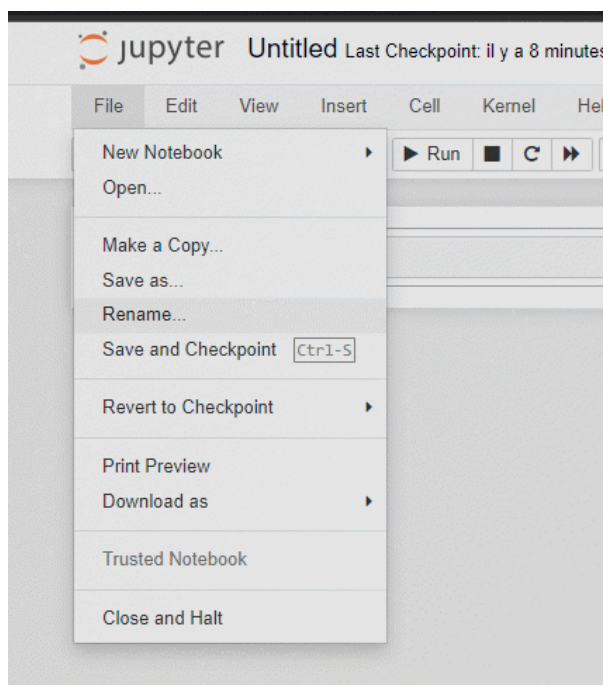 jupyter Untitled Last Checkpoint: il y a 8 minutes
File Edit View Insert Cell Kernel Hel
New Notebook
Run
Open...
Make a Copy...
Save as...
Rename...
Save and Checkpoint Ctrl-S
Revert to Checkpoint
Print Preview
Download as
Trusted Notebook
Close and Halt